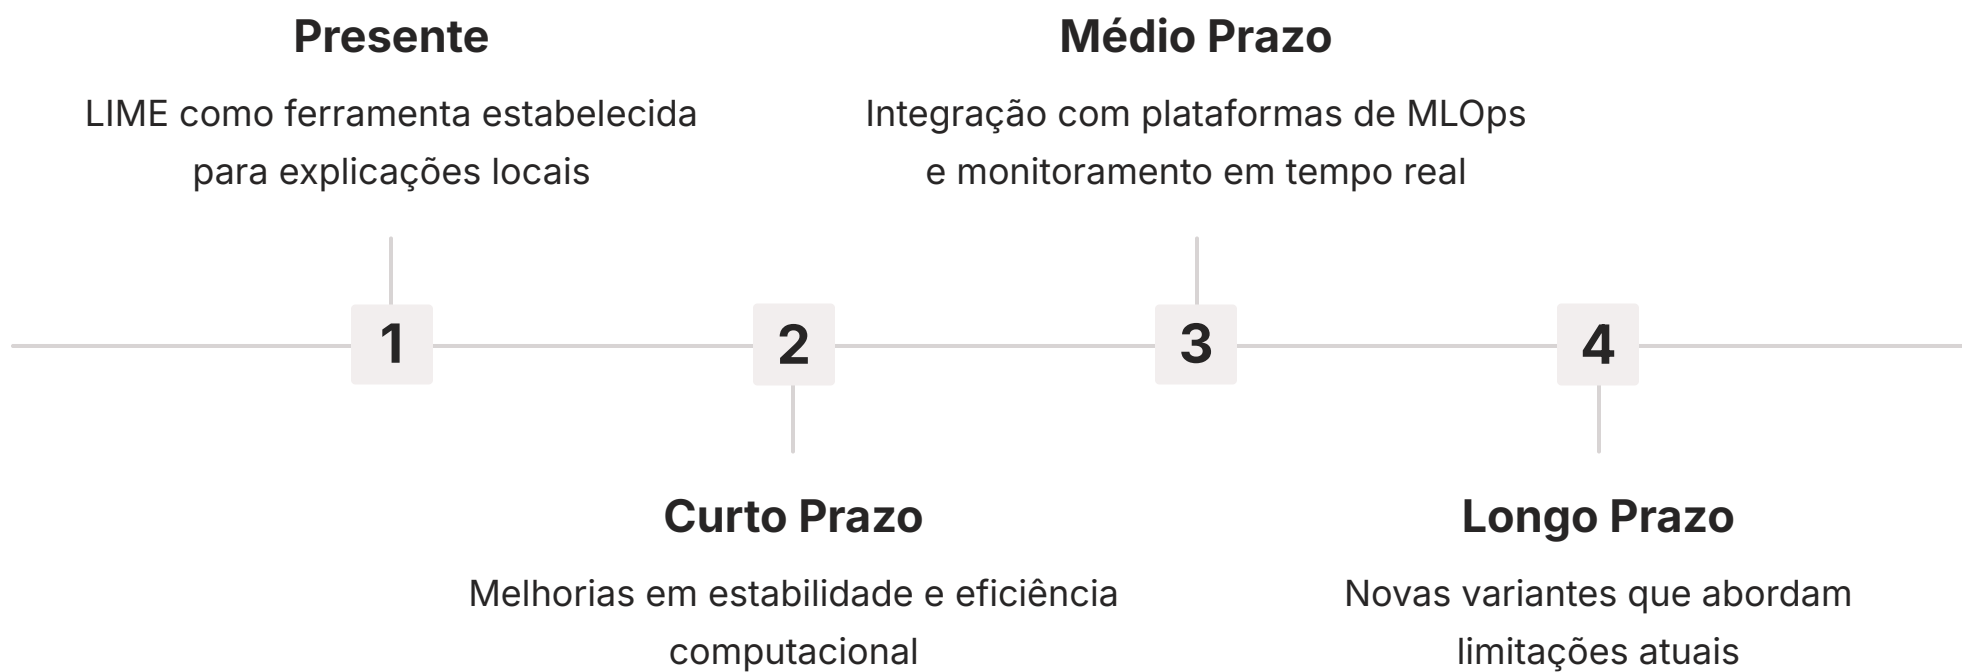 Presente
LIME como ferramenta estabelecida
para explicações locais
Médio Prazo
Integração com plataformas de MLOps
e monitoramento em tempo real
1
2
3
4
Curto Prazo
Melhorias em estabilidade e eficiência
computacional
Longo Prazo
Novas variantes que abordam
limitações atuais